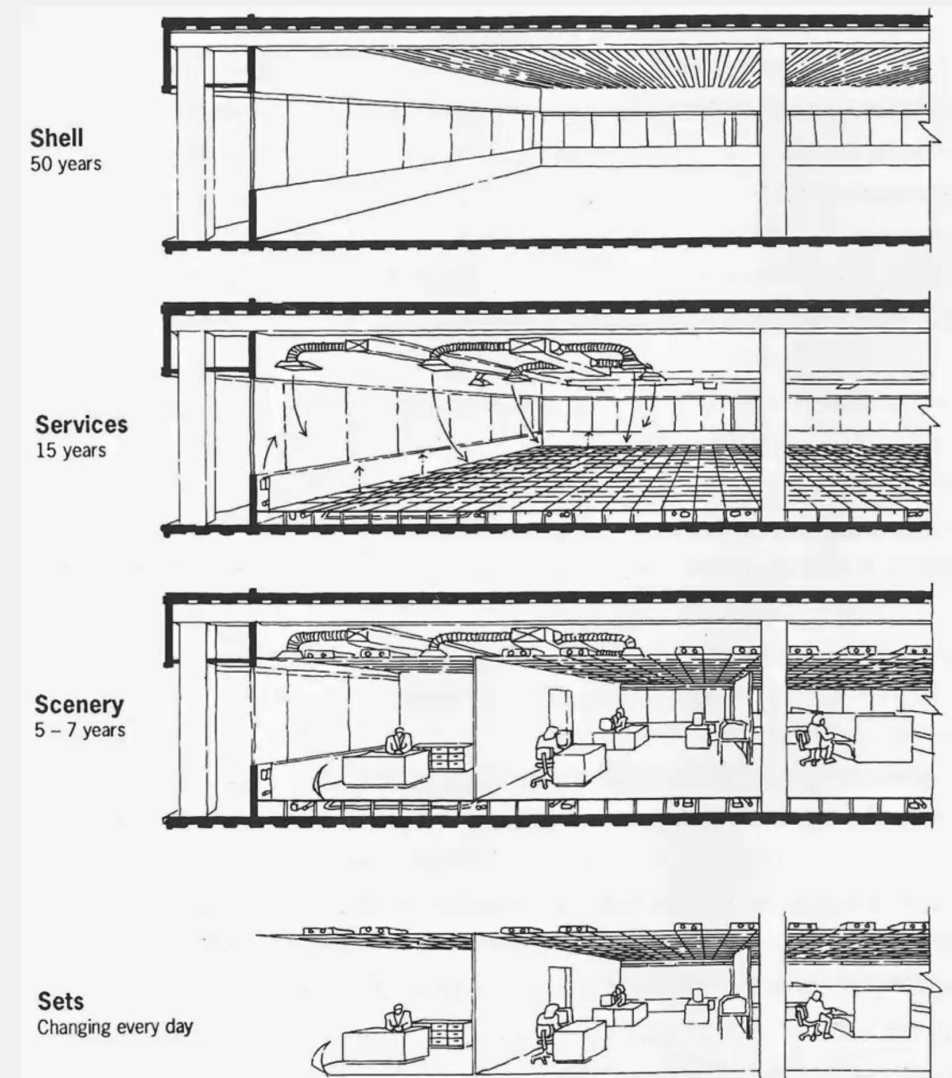 Shell
50 years
Services
15 years
Scenery
5 – 7 years
Sets
Changing every day